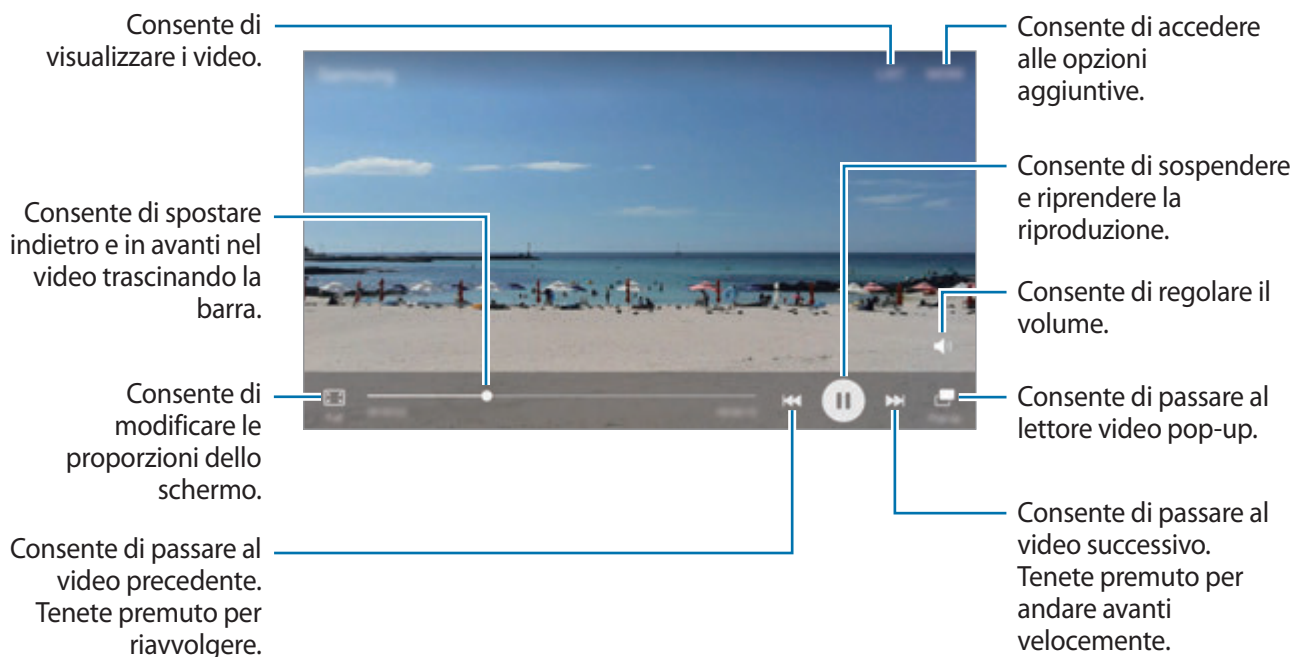 Consente di
visualizzare i video.
Consente di spostare
indietro e in avanti nel
video trascinando la
barra.
Consente di
modificare le
proporzioni dello
schermo.
Consente di passare al
video precedente.
Tenete premuto per
riavvolgere.
Samsung
Consente di accedere
alle opzioni
aggiuntive.
Consente di sospendere
e riprendere la
riproduzione.
Consente di regolare il
volume.
Consente di passare al
lettore video pop-up.
Consente di passare al
video successivo.
Tenete premuto per
andare avanti
velocemente.